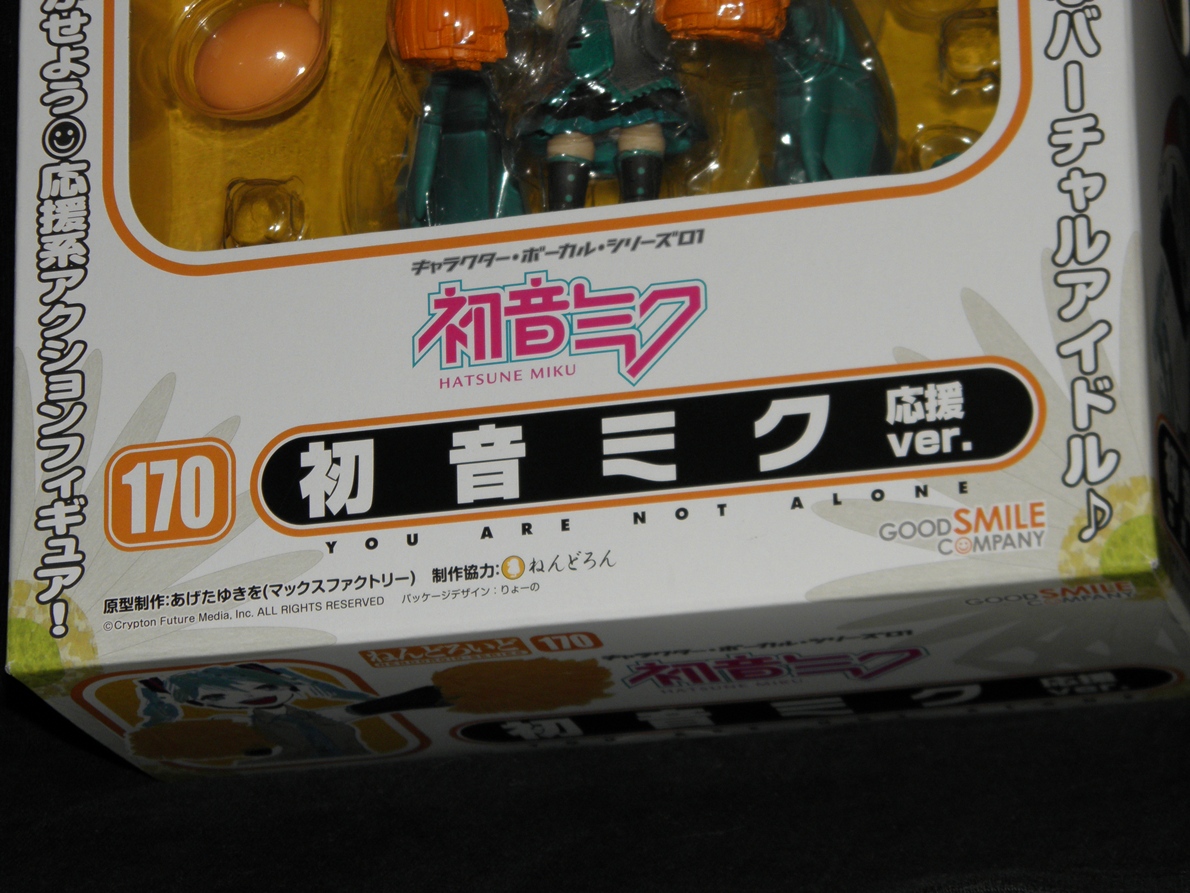 かせよう☺応援系アクションフィギュア!
バーチャルアイドル♪
キャラクター・ボーカル・シリーズ01
初音ミク
HATSUNE MIKU
170
初音ミク 応援 ver.
YOU ARE NOT ALONE
GOOD SMILE COMPANY
原型制作:あげたゆきを(マックスファクトリー) 制作協力:ねんどろん
©Crypton Future Media, Inc. ALL RIGHTS RESERVED パッケージデザイン:りょーの
GOOD SMILE COMPANY
ねんどろいど 170
キャラクター・ボーカル・シリーズ01
初音ミク
HATSUNE MIKU
初音ミク 応援 ver.